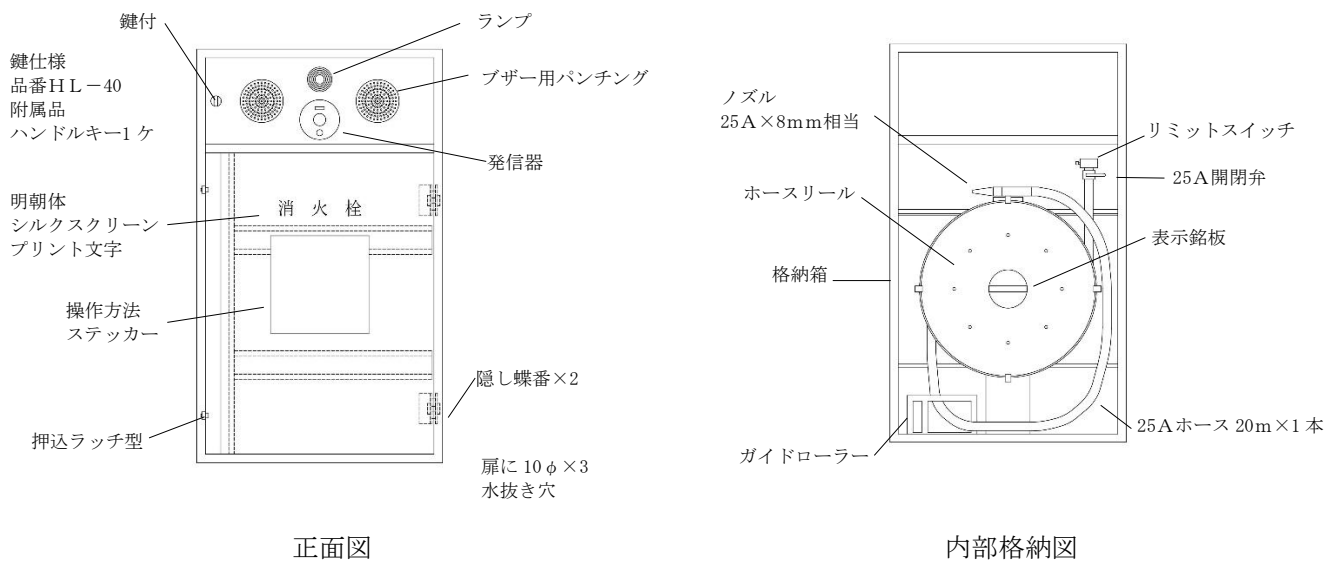 鍵付
ランプ
鍵仕様
品番HL-40
附属品
ハンドルキー1 ケ
ブザー用パンチング
発信器
明朝体
シルクスクリーン
プリント文字
消 火 栓
操作方法
ステッカー
隠し蝶番×2
押込ラッチ型
扉に 10φ×3
水抜き穴
正面図
ノズル
25A×8mm相当
リミットスイッチ
25A開閉弁
ホースリール
表示銘板
格納箱
25Aホース 20m×1 本
ガイドローラー
内部格納図